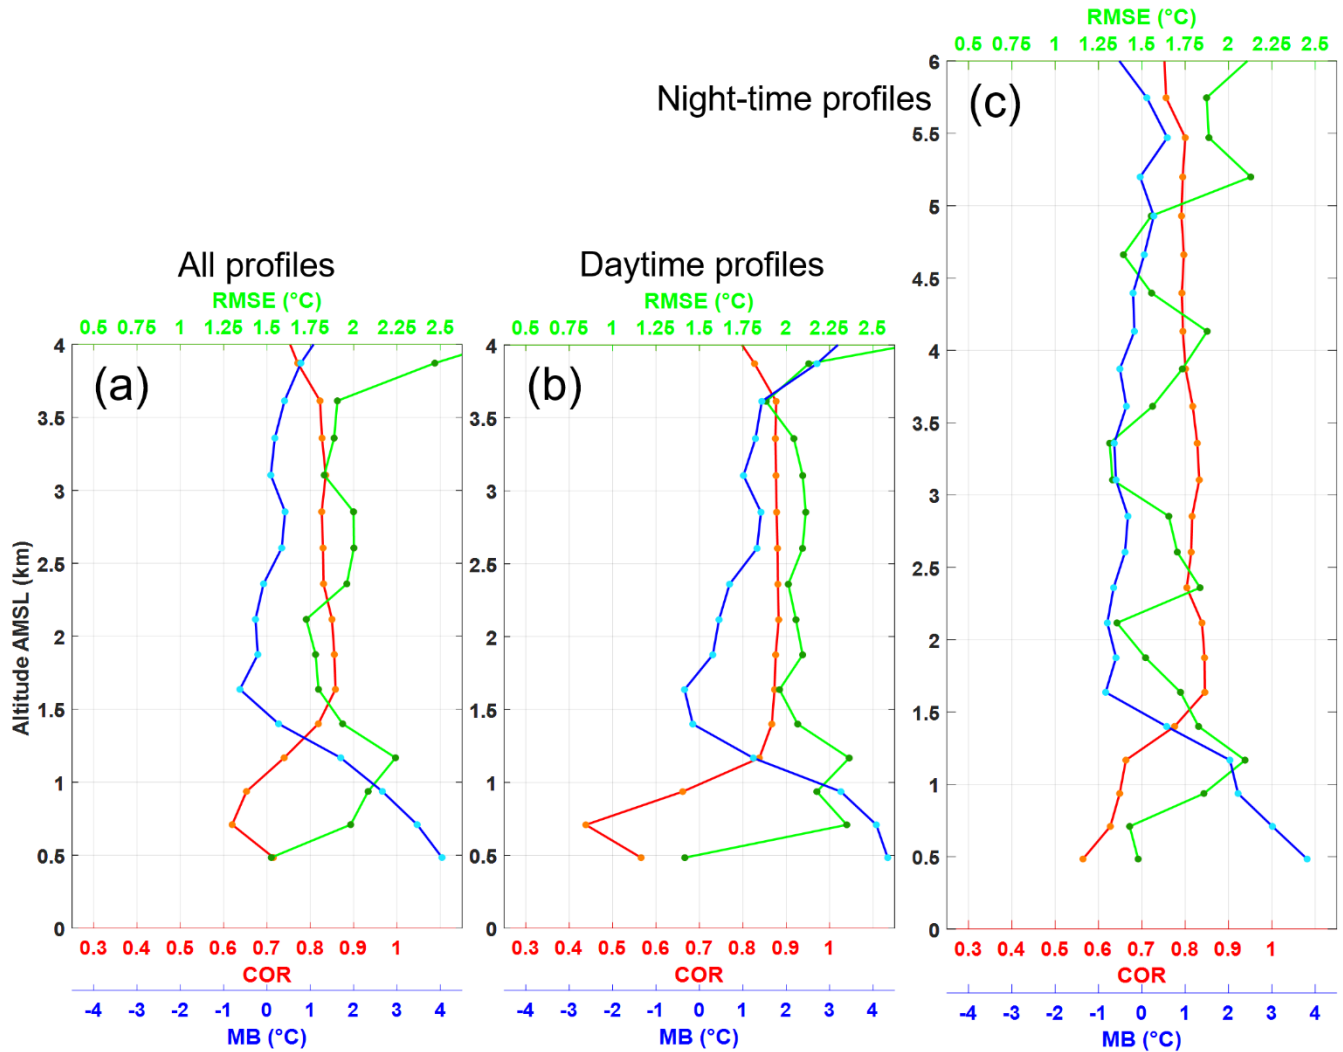 RMSE (°C)
0.5 0.75 1 1.25 1.5 1.75 2 2.25 2.5
Night-time profiles
(c)
6
5.5
5
4.5
4
3.5
3
2.5
2
1.5
1
0.5
0
0.3 0.4 0.5 0.6 0.7 0.8 0.9 1
COR
-4 -3 -2 -1 0 1 2 3 4
MB (°C)
All profiles
RMSE (°C)
0.5 0.75 1 1.25 1.5 1.75 2 2.25 2.5
(a)
Altitude AMSL (km)
4
3.5
3
2.5
2
1.5
1
0.5
0
0.3 0.4 0.5 0.6 0.7 0.8 0.9 1
COR
-4 -3 -2 -1 0 1 2 3 4
MB (°C)
Daytime profiles
RMSE (°C)
0.5 0.75 1 1.25 1.5 1.75 2 2.25 2.5
(b)
4
3.5
3
2.5
2
1.5
1
0.5
0
0.3 0.4 0.5 0.6 0.7 0.8 0.9 1
COR
-4 -3 -2 -1 0 1 2 3 4
MB (°C)